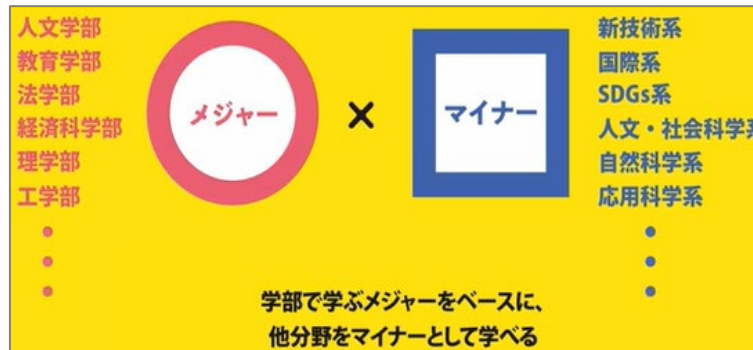 人文学部
教育学部
法学部
経済科学部
理学部
工学部
メジャー
×
マイナー
新技術系
国際系
SDGs系
人文・社会科学系
自然科学系
応用科学系
学部で学ぶメジャーをベースに、
他分野をマイナーとして学べる